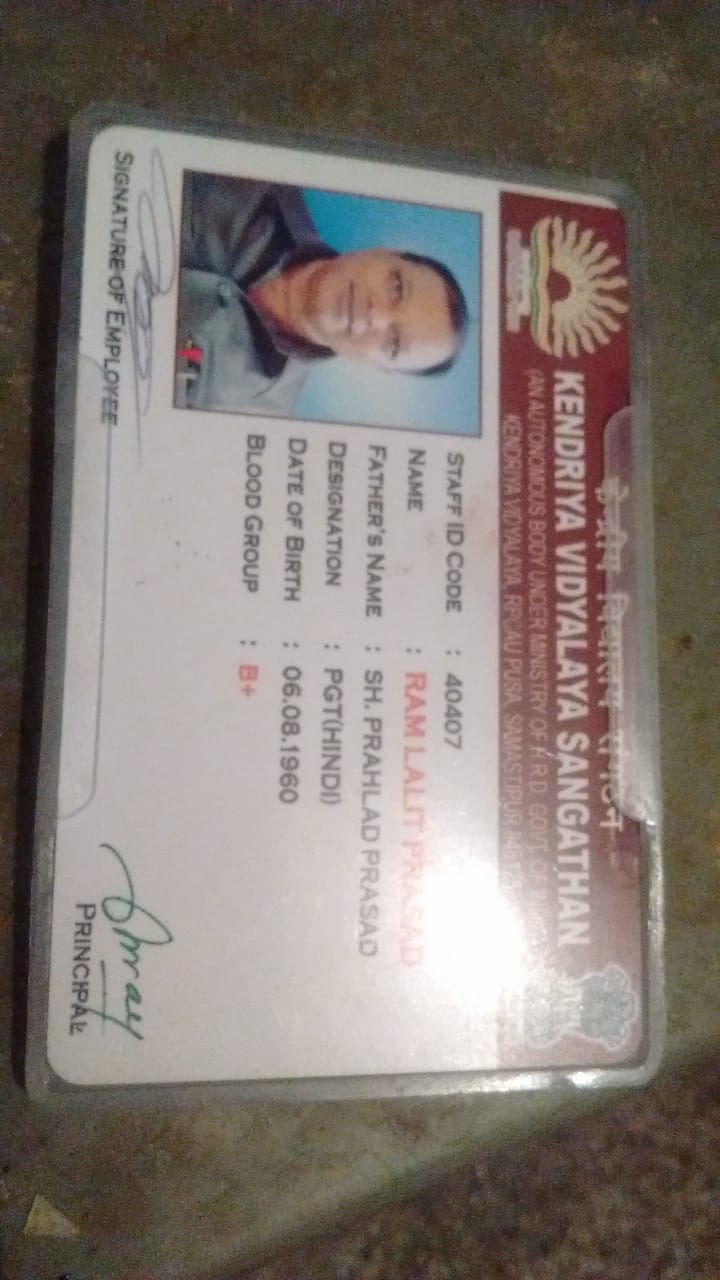 केन्द्रीय विद्यालय संगठन
KENDRIYA VIDYALAYA SANGATHAN
(AN AUTONOMOUS BODY UNDER MINISTRY OF H.R.D. GOVT. OF
KENDRIYA VIDYALAYA, RPCAU PUSA, SAMASTIPUR
STAFF ID CODE : 40407
NAME : RAM LALIT PRASAD
FATHER'S NAME : SH. PRAHLAD PRASAD
DESIGNATION : PGT(HINDI)
DATE OF BIRTH : 06.08.1960
BLOOD GROUP : B+
SIGNATURE OF EMPLOYEE
PRINCIPAL